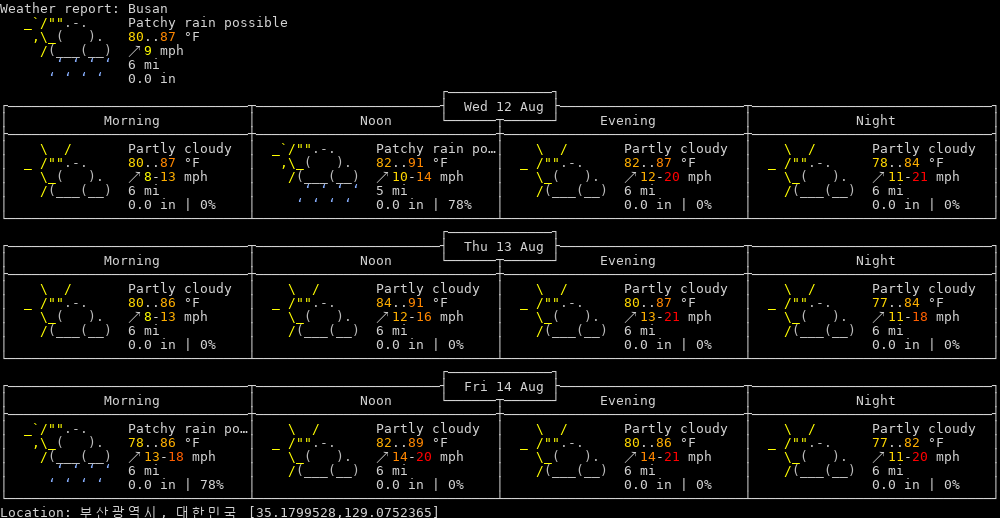 Weather report: Busan
Patchy rain possible
80..87 °F
↗ 9 mph
6 mi
0.0 in
Wed 12 Aug
Morning Noon Evening Night
Partly cloudy Patchy rain po… Partly cloudy Partly cloudy
80..87 °F 82..91 °F 82..87 °F 78..84 °F
↗ 8-13 mph ↗ 10-14 mph ↗ 12-20 mph ↗ 11-21 mph
6 mi 5 mi 6 mi 6 mi
0.0 in | 0% 0.0 in | 78% 0.0 in | 0% 0.0 in | 0%
Thu 13 Aug
Morning Noon Evening Night
Partly cloudy Partly cloudy Partly cloudy Partly cloudy
80..86 °F 84..91 °F 80..87 °F 77..84 °F
↗ 8-13 mph ↗ 12-16 mph ↗ 13-21 mph ↗ 11-18 mph
6 mi 6 mi 6 mi 6 mi
0.0 in | 0% 0.0 in | 0% 0.0 in | 0% 0.0 in | 0%
Fri 14 Aug
Morning Noon Evening Night
Patchy rain po… Partly cloudy Partly cloudy Partly cloudy
78..86 °F 82..89 °F 80..86 °F 77..82 °F
↗ 13-18 mph ↗ 14-20 mph ↗ 14-21 mph ↗ 11-20 mph
6 mi 6 mi 6 mi 6 mi
0.0 in | 78% 0.0 in | 0% 0.0 in | 0% 0.0 in | 0%
Location: 부산광역시, 대한민국 [35.1799528,129.0752365]